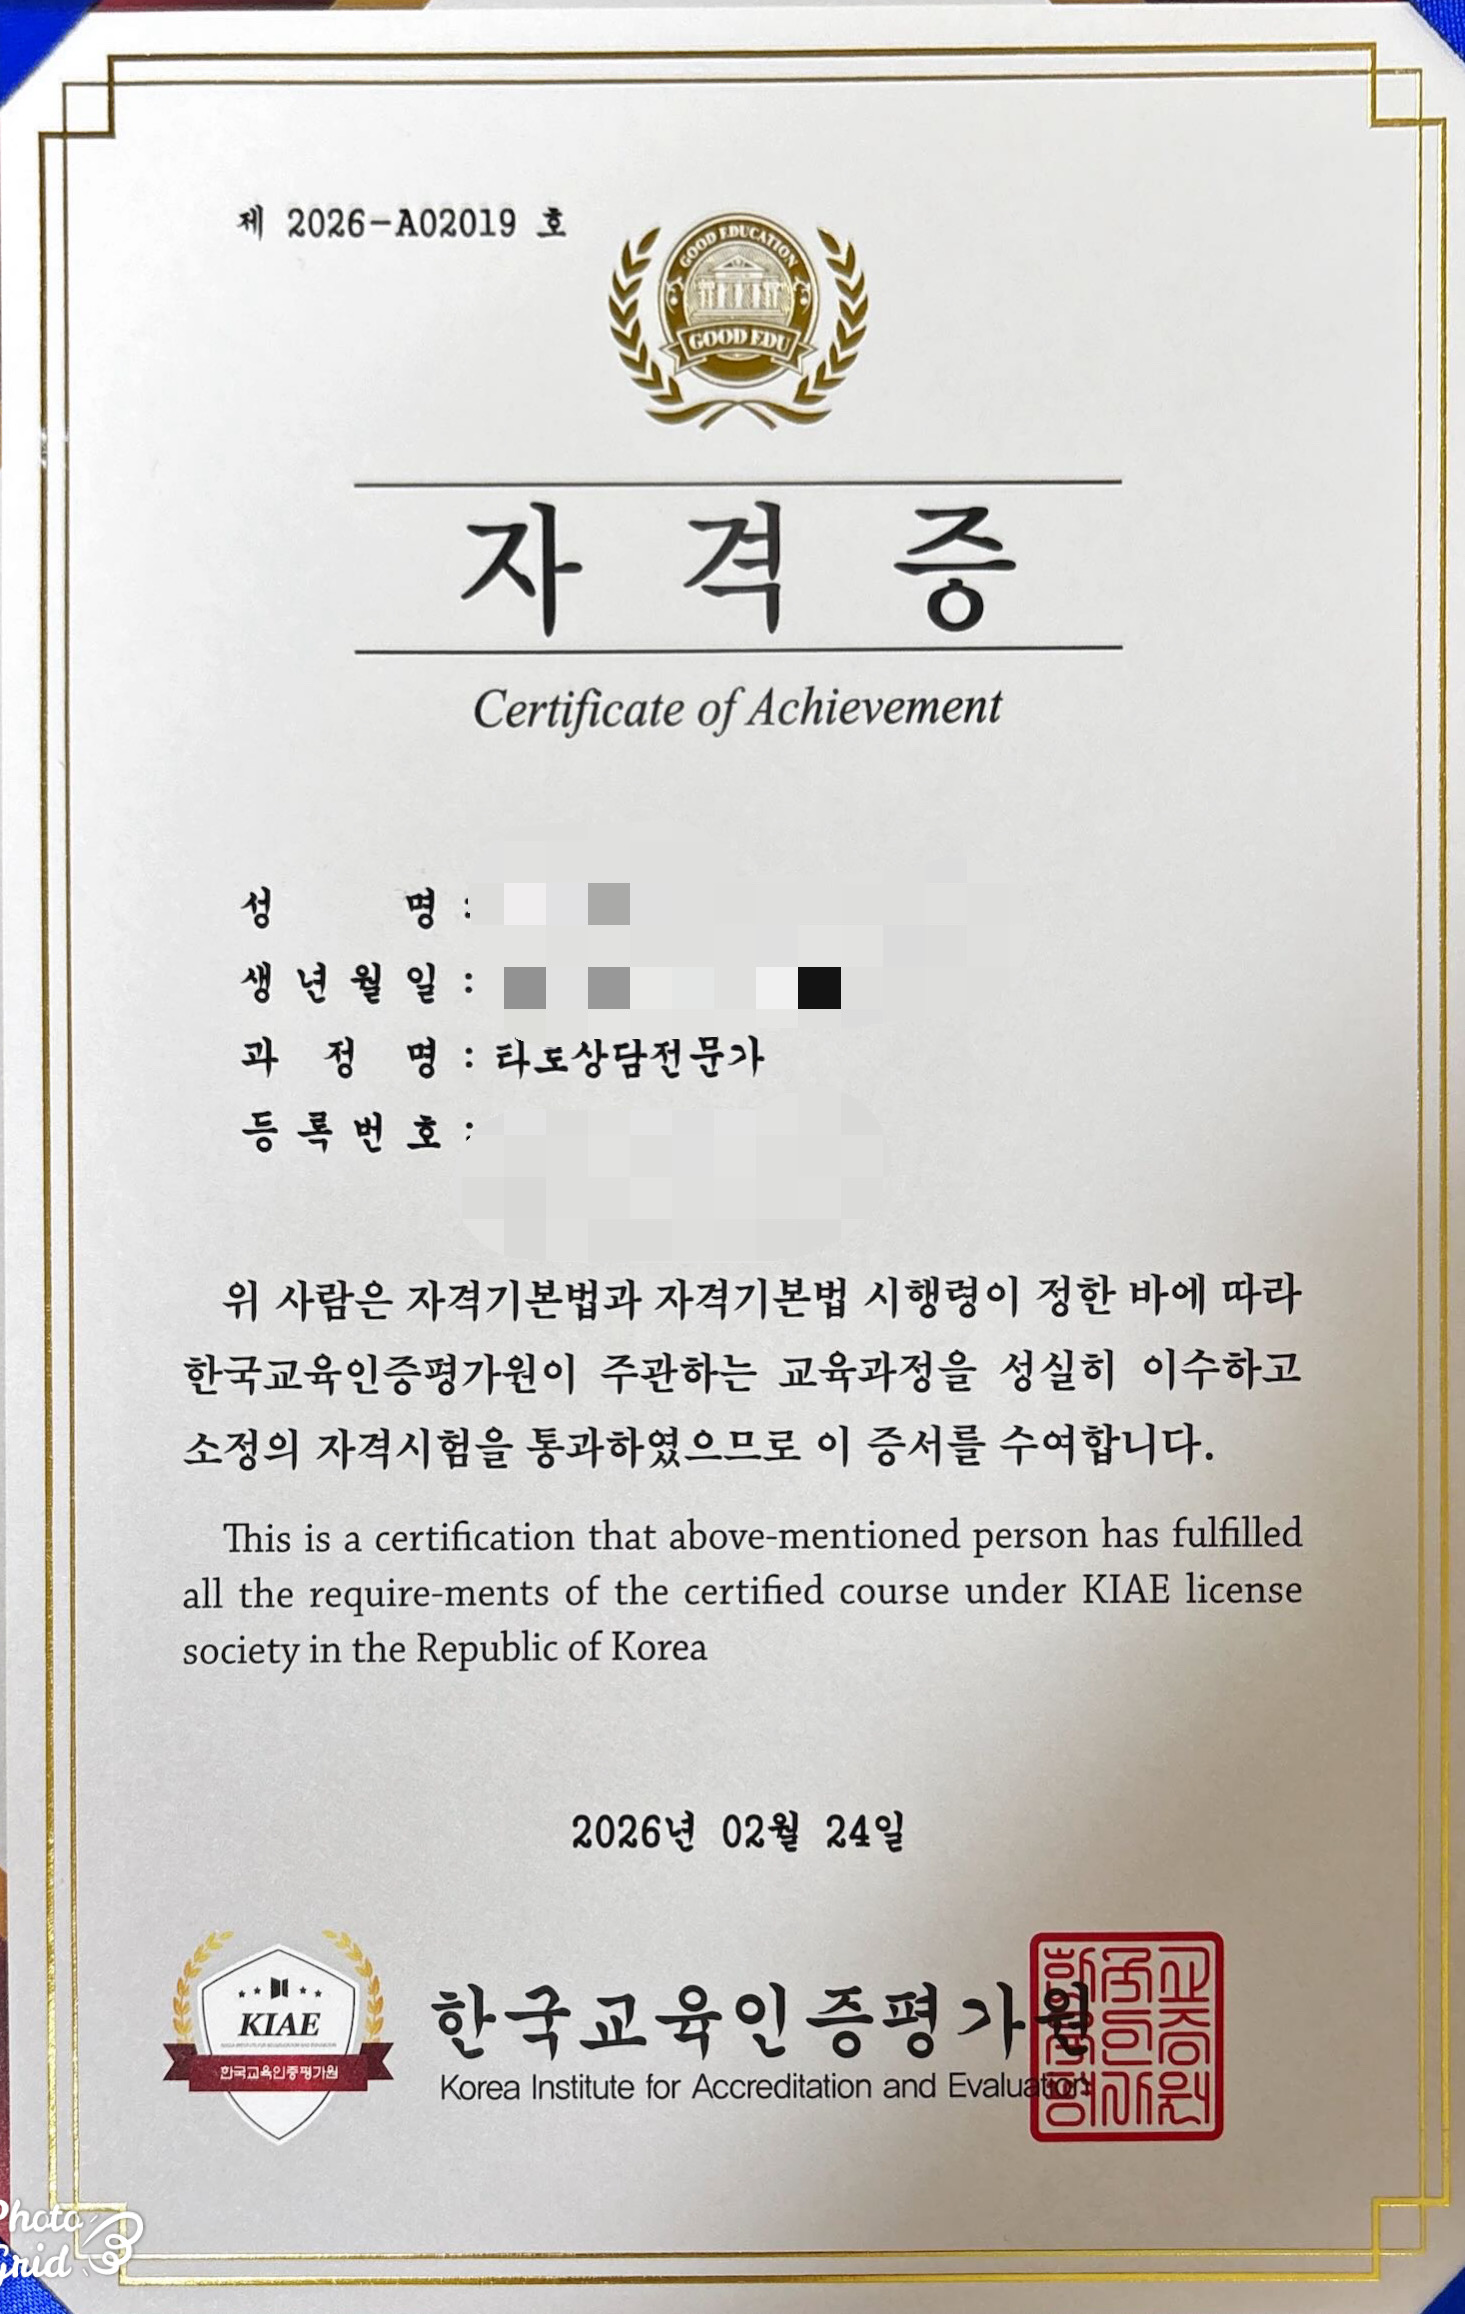 제 2026-A02019 호
GOOD EDUCATION
GOOD EDU
자 격 증
Certificate of Achievement
성 명 :
생 년 월 일 :
과 정 명 : 타로상담전문가
등 록 번 호 :
위 사람은 자격기본법과 자격기본법 시행령이 정한 바에 따라
한국교육인증평가원이 주관하는 교육과정을 성실히 이수하고
소정의 자격시험을 통과하였으므로 이 증서를 수여합니다.
This is a certification that above-mentioned person has fulfilled
all the require-ments of the certified course under KIAE license
society in the Republic of Korea
2026년 02월 24일
KIAE
한국교육인증평가원
한국교육인증평가원
Korea Institute for Accreditation and Evaluation
Photo
Grid